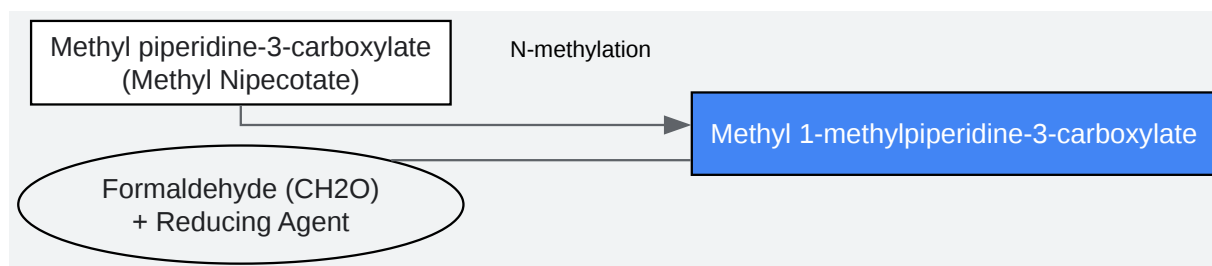 Methyl piperidine-3-carboxylate
(Methyl Nipecotate)
N-methylation
Methyl 1-methylpiperidine-3-carboxylate
Formaldehyde (CH2O)
+ Reducing Agent